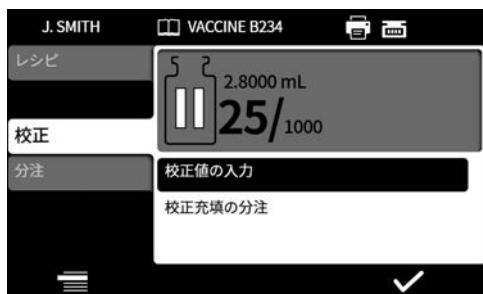 J. SMITH
VACCINE B234
レシピ
2.8000 mL
25/1000
校正
分注
校正値の入力
校正充填の分注